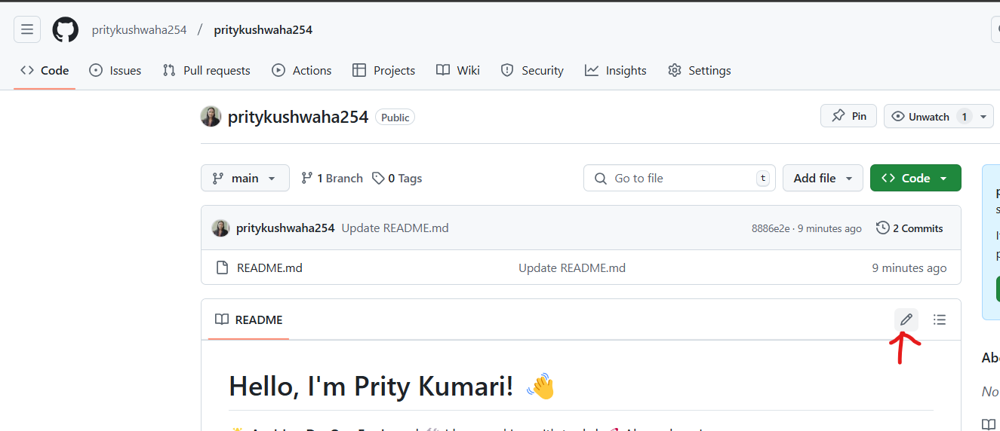 pritykushwaha254 / pritykushwaha254
Code Issues Pull requests Actions Projects Wiki Security Insights Settings
pritykushwaha254 Public Pin Unwatch 1
main 1 Branch 0 Tags Go to file t Add file Code
pritykushwaha254 Update README.md 8886e2e · 9 minutes ago 2 Commits
README.md Update README.md 9 minutes ago
README
Hello, I'm Prity Kumari! 👋
No